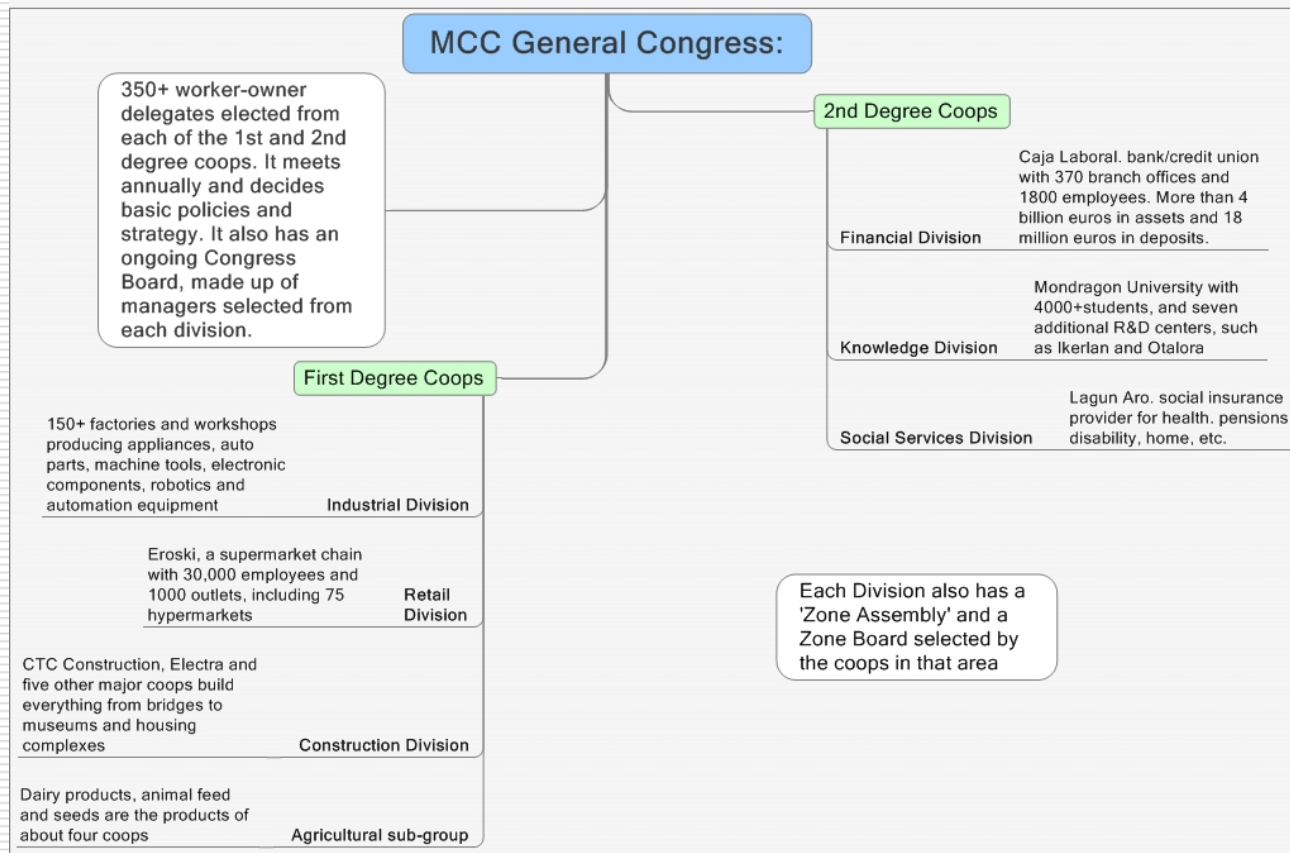 MCC General Congress:
350+ worker-owner
delegates elected from
each of the 1st and 2nd
degree coops. It meets
annually and decides
basic policies and
strategy. It also has an
ongoing Congress
Board, made up of
managers selected from
each division.
2nd Degree Coops
Caja Laboral. bank/credit union
with 370 branch offices and
1800 employees. More than 4
billion euros in assets and 18
million euros in deposits.
Financial Division
Mondragon University with
4000+students, and seven
additional R&D centers, such
as Ikerlan and Otalora
Knowledge Division
Lagun Aro. social insurance
provider for health. pensions
disability, home, etc.
Social Services Division
First Degree Coops
150+ factories and workshops
producing appliances, auto
parts, machine tools, electronic
components, robotics and
automation equipment
Industrial Division
Eroski, a supermarket chain
with 30,000 employees and
1000 outlets, including 75
hypermarkets
Retail
Division
CTC Construction, Electra and
five other major coops build
everything from bridges to
museums and housing
complexes
Construction Division
Dairy products, animal feed
and seeds are the products of
about four coops
Agricultural sub-group
Each Division also has a
'Zone Assembly' and a
Zone Board selected by
the coops in that area